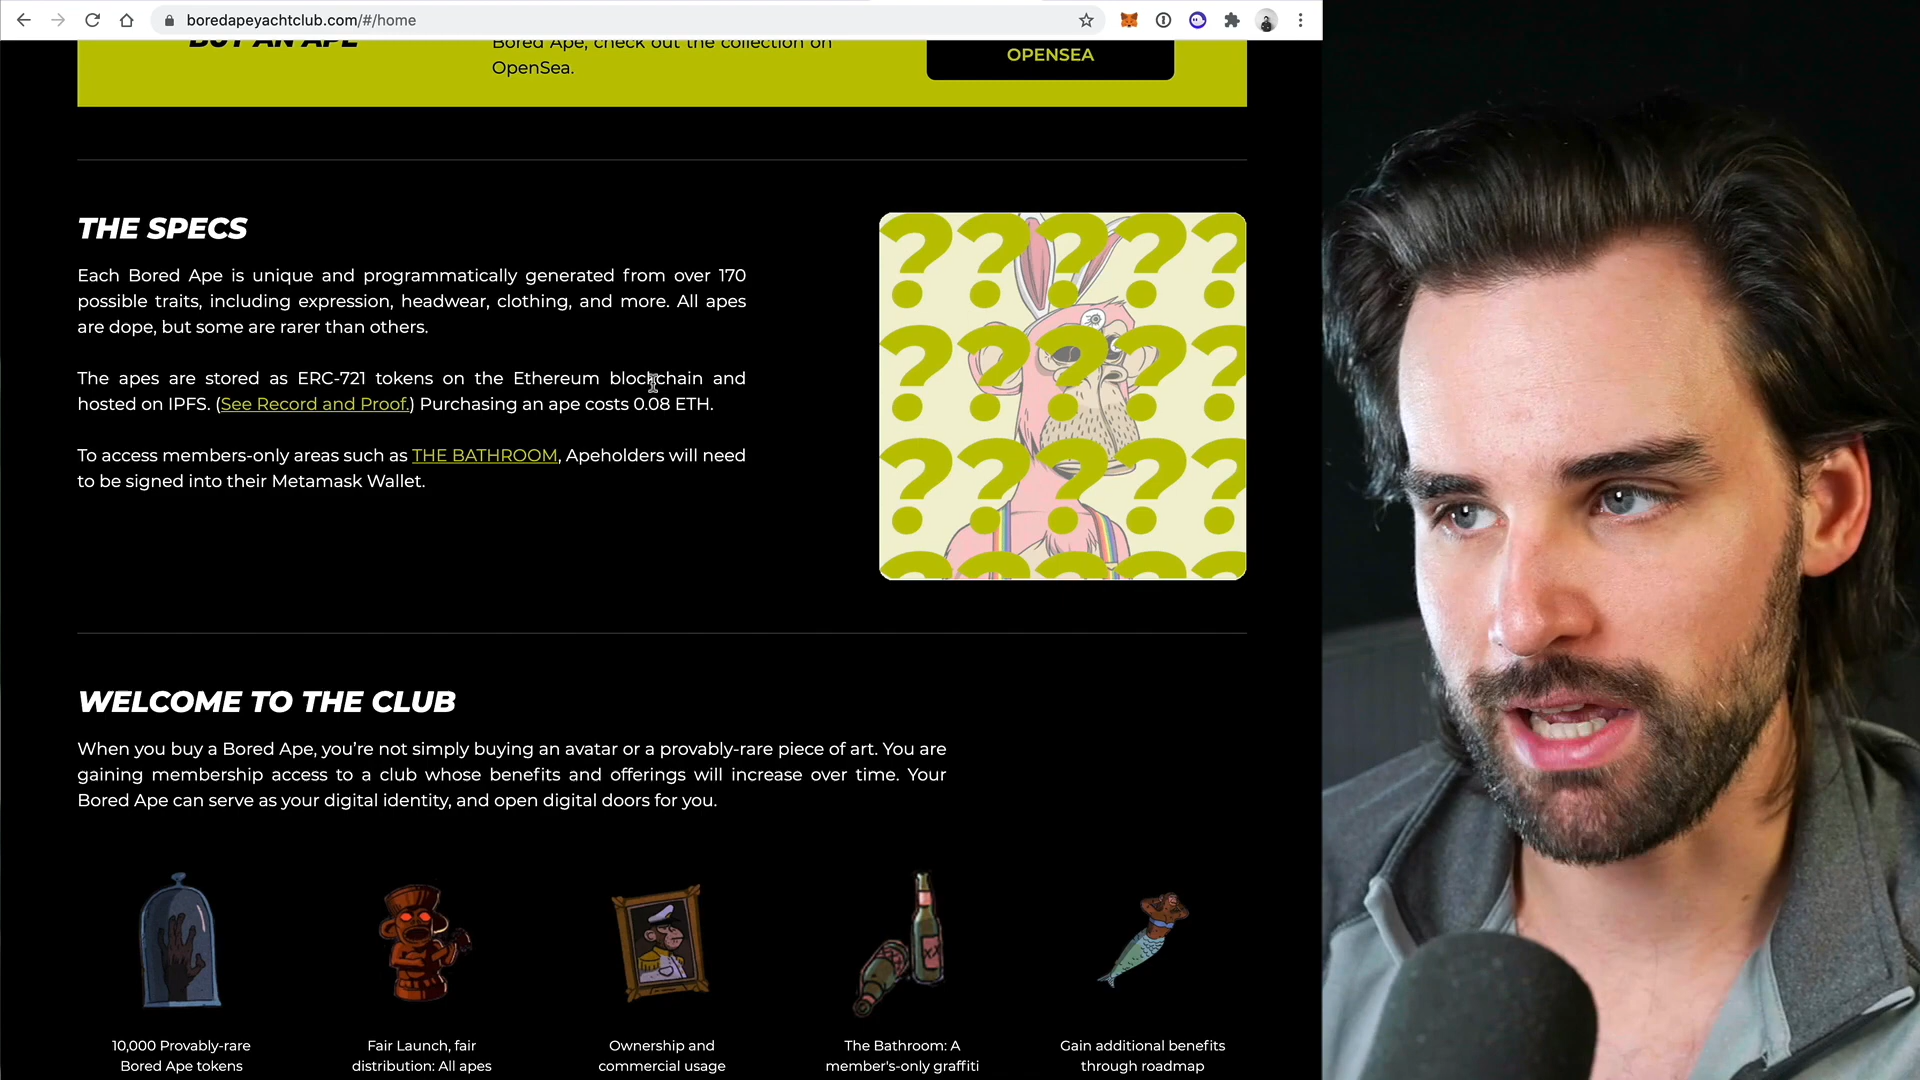 boredapeyachtclub.com/#/home
BUY AN APE
Bored Ape, check out the collection on
OpenSea.
OPENSEA
THE SPECS
Each Bored Ape is unique and programmatically generated from over 170
possible traits, including expression, headwear, clothing, and more. All apes
are dope, but some are rarer than others.
The apes are stored as ERC-721 tokens on the Ethereum blockchain and
hosted on IPFS. (See Record and Proof.) Purchasing an ape costs 0.08 ETH.
To access members-only areas such as THE BATHROOM, Apeholders will need
to be signed into their Metamask Wallet.
? ? ? ? ?
? ? ? ? ?
? ? ? ? ?
WELCOME TO THE CLUB
When you buy a Bored Ape, you’re not simply buying an avatar or a provably-rare piece of art. You are
gaining membership access to a club whose benefits and offerings will increase over time. Your
Bored Ape can serve as your digital identity, and open digital doors for you.
10,000 Provably-rare
Bored Ape tokens
Fair Launch, fair
distribution: All apes
Ownership and
commercial usage
The Bathroom: A
member's-only graffiti
Gain additional benefits
through roadmap